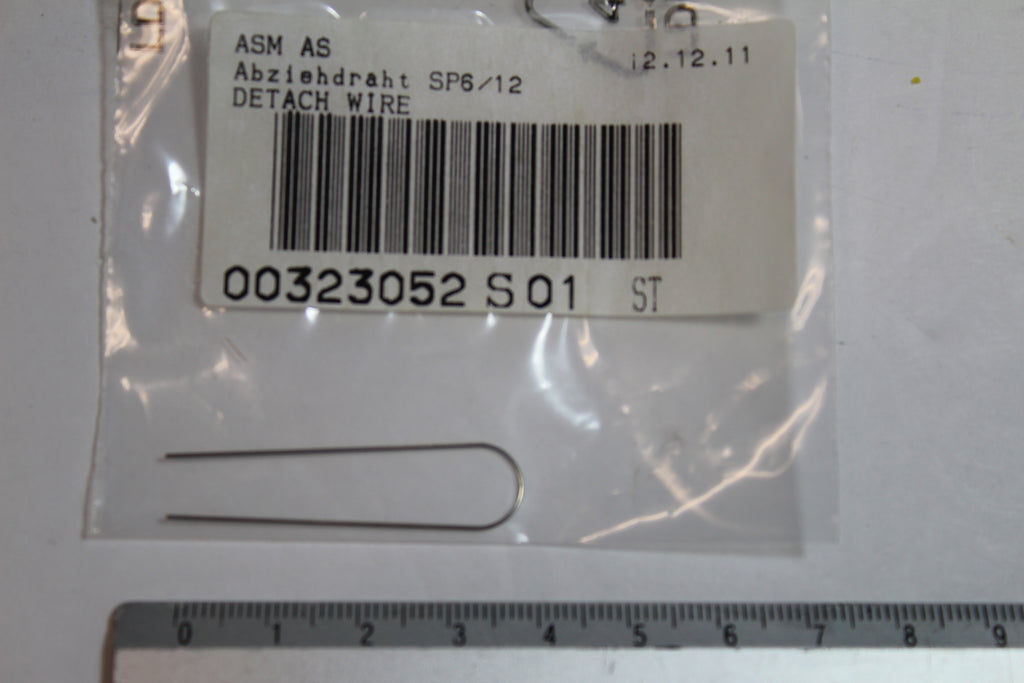 ASM AS
12.12.11
Abziehdraht SP6/12
DETACH WIRE
00323052 S 01 ST
0 1 2 3 4 5 6 7 8 9